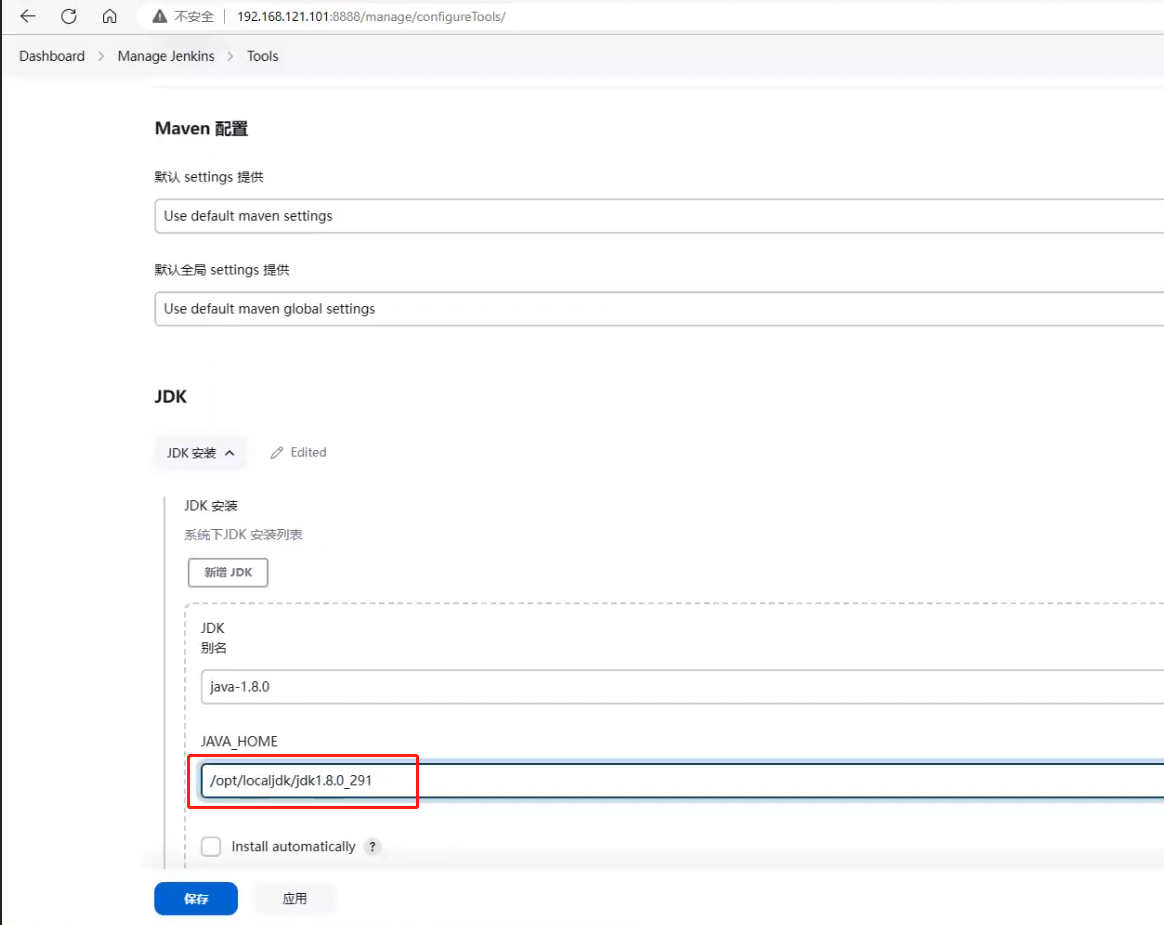 不安全 192.168.121.101:8888/manage/configureTools/
Dashboard > Manage Jenkins > Tools
Maven 配置
默认 settings 提供
Use default maven settings
默认全局 settings 提供
Use default maven global settings
JDK
JDK 安装 Edited
JDK 安装
系统下JDK 安装列表
新增 JDK
JDK
别名
java-1.8.0
JAVA_HOME
/opt/localjdk/jdk1.8.0_291
Install automatically ?
保存 应用